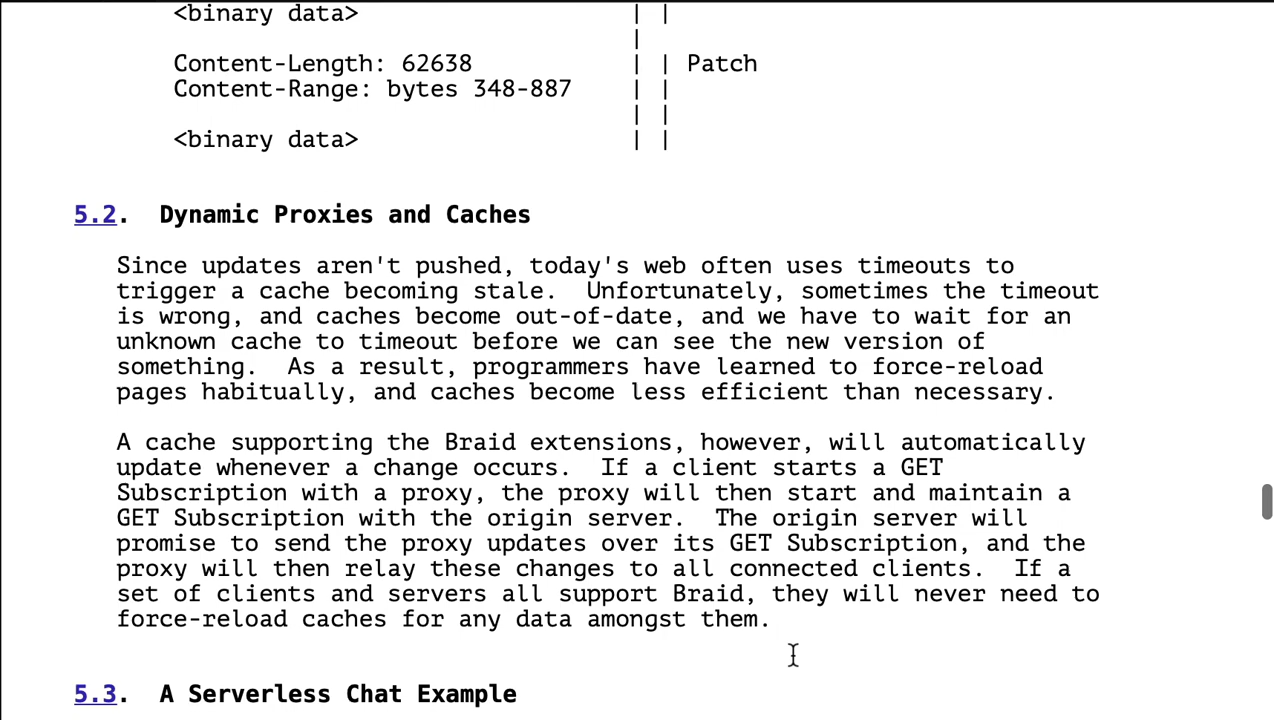 <binary data> | |
|
Content-Length: 62638 | | Patch
Content-Range: bytes 348-887 | |
| |
<binary data> | |
5.2. Dynamic Proxies and Caches
Since updates aren't pushed, today's web often uses timeouts to
trigger a cache becoming stale. Unfortunately, sometimes the timeout
is wrong, and caches become out-of-date, and we have to wait for an
unknown cache to timeout before we can see the new version of
something. As a result, programmers have learned to force-reload
pages habitually, and caches become less efficient than necessary.
A cache supporting the Braid extensions, however, will automatically
update whenever a change occurs. If a client starts a GET
Subscription with a proxy, the proxy will then start and maintain a
GET Subscription with the origin server. The origin server will
promise to send the proxy updates over its GET Subscription, and the
proxy will then relay these changes to all connected clients. If a
set of clients and servers all support Braid, they will never need to
force-reload caches for any data amongst them.
5.3. A Serverless Chat Example